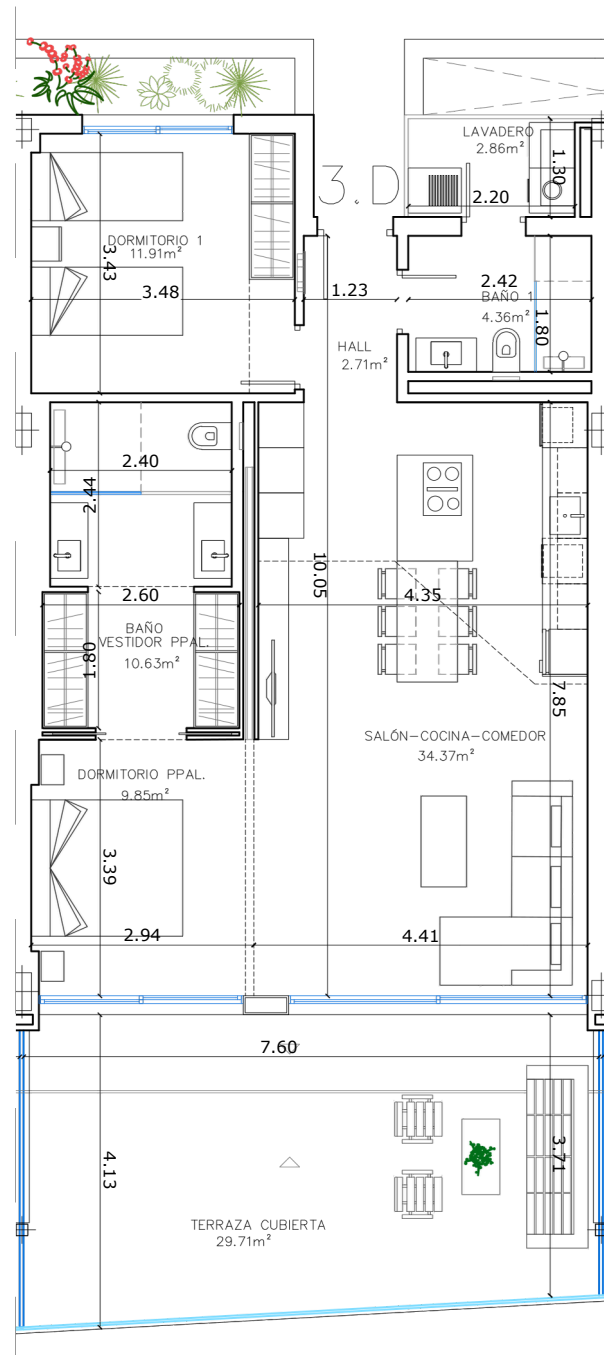 LAVADERO
2.86m²
1.30
3.D
2.20
DORMITORIO 1
11.91m²
3.43
3.48
1.23
2.42
BAÑO 1
4.36m²
1.80
HALL
2.71m²
2.40
2.44
10.05
2.60
4.35
BAÑO
VESTIDOR PPAL.
10.63m²
1.80
7.85
SALÓN-COCINA-COMEDOR
34.37m²
DORMITORIO PPAL.
9.85m²
3.39
2.94
4.41
7.60
4.13
3.71
TERRAZA CUBIERTA
29.71m²